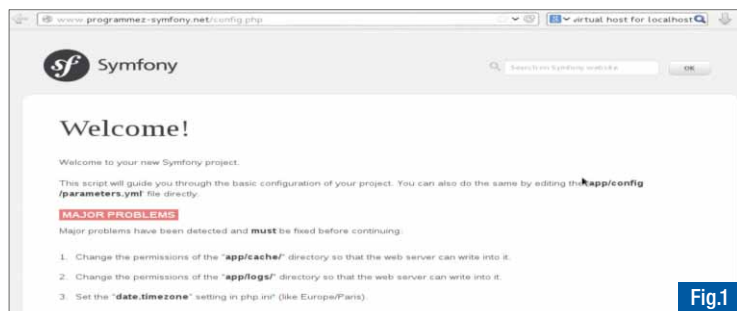 www.programmez-symfony.net/config.php
virtual host for localhost
sf Symfony
Search on Symfony website
OK
Welcome!
Welcome to your new Symfony project.
This script will guide you through the basic configuration of your project. You can also do the same by editing the 'app/config
/parameters.yml' file directly.
MAJOR PROBLEMS
Major problems have been detected and must be fixed before continuing:
1. Change the permissions of the "app/cache/" directory so that the web server can write into it.
2. Change the permissions of the "app/logs/" directory so that the web server can write into it.
3. Set the "date.timezone" setting in php.ini* (like Europe/Paris).
Fig.1